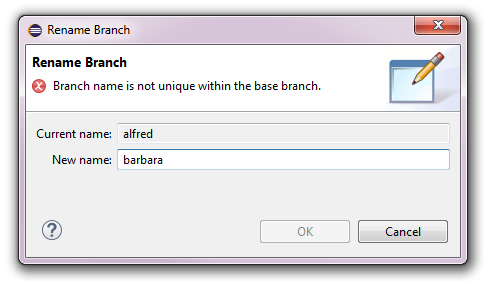 Rename Branch
Rename Branch
Branch name is not unique within the base branch.
Current name: alfred
New name: barbara
? OK Cancel